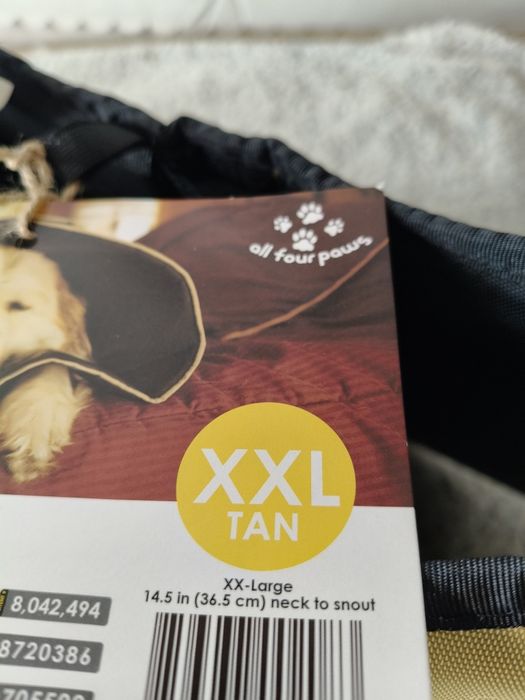 all four paws
XXL
TAN
XX-Large
14.5 in (36.5 cm) neck to snout
8,042,494
8720386